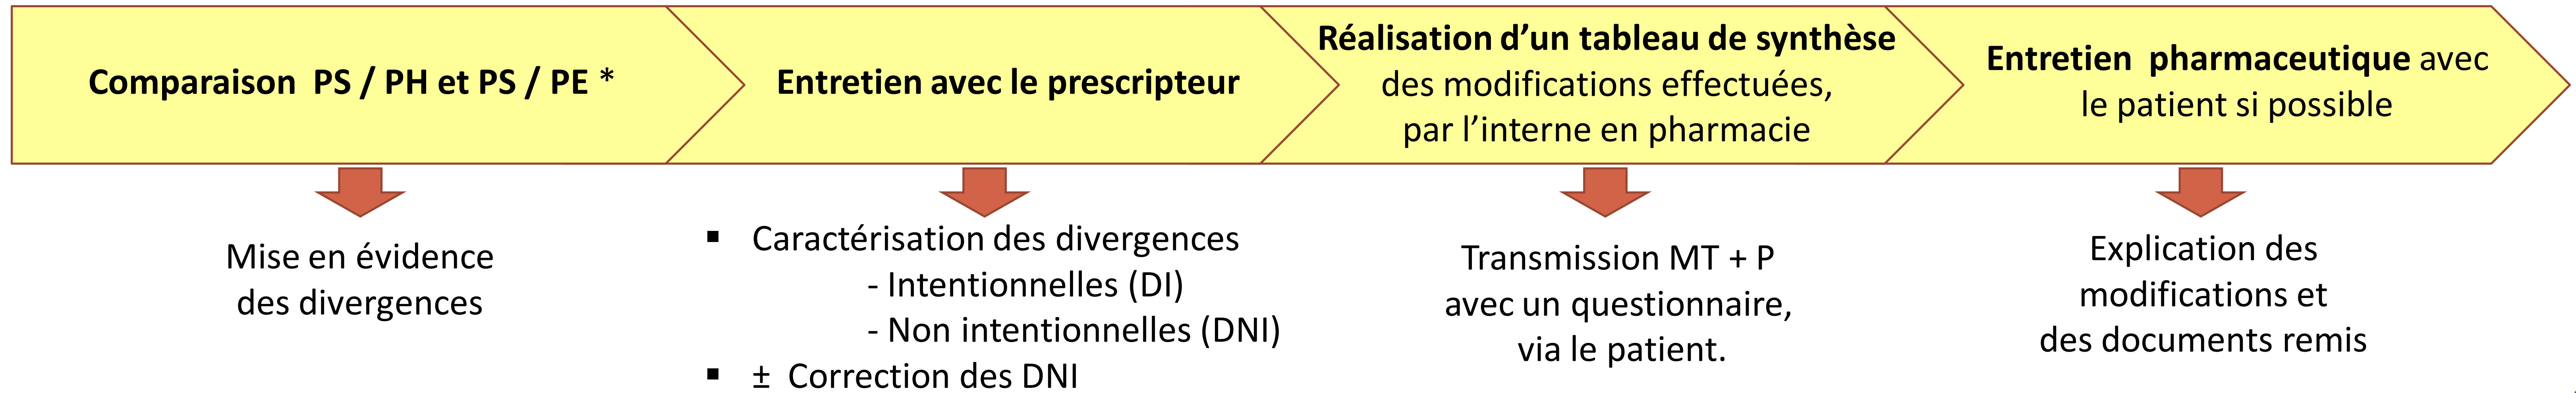 Comparaison PS / PH et PS / PE *
Entretien avec le prescripteur
Réalisation d’un tableau de synthèse
des modifications effectuées,
par l’interne en pharmacie
Entretien pharmaceutique avec
le patient si possible
Mise en évidence
des divergences
▪ Caractérisation des divergences
- Intentionnelles (DI)
- Non intentionnelles (DNI)
▪ ± Correction des DNI
Transmission MT + P
avec un questionnaire,
via le patient.
Explication des
modifications et
des documents remis